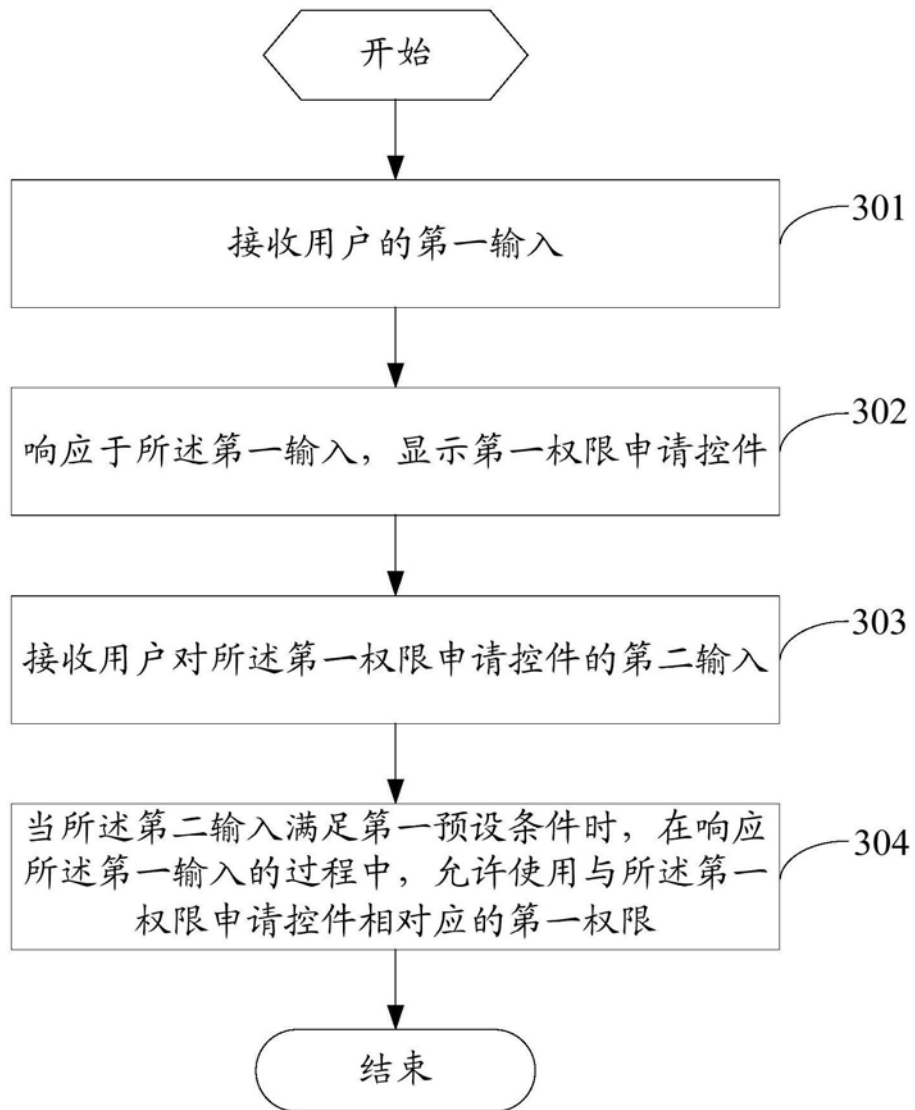 开始
接收用户的第一输入
301
响应于所述第一输入，显示第一权限申请控件
302
接收用户对所述第一权限申请控件的第二输入
303
当所述第二输入满足第一预设条件时，在响应
所述第一输入的过程中，允许使用与所述第一
权限申请控件相对应的第一权限
304
结束